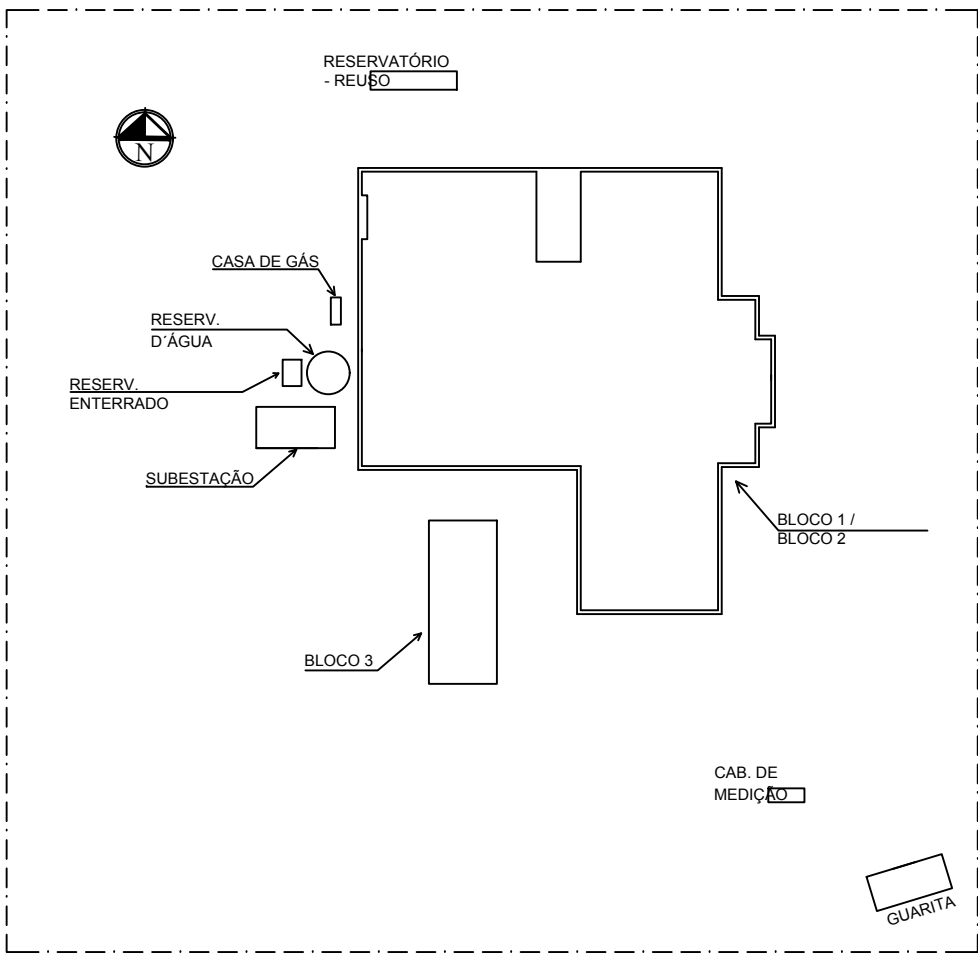 RESERVATÓRIO
- REUSO
N
CASA DE GÁS
RESERV.
D´ÁGUA
RESERV.
ENTERRADO
SUBESTAÇÃO
BLOCO 1 /
BLOCO 2
BLOCO 3
CAB. DE
MEDIÇÃO
GUARITA